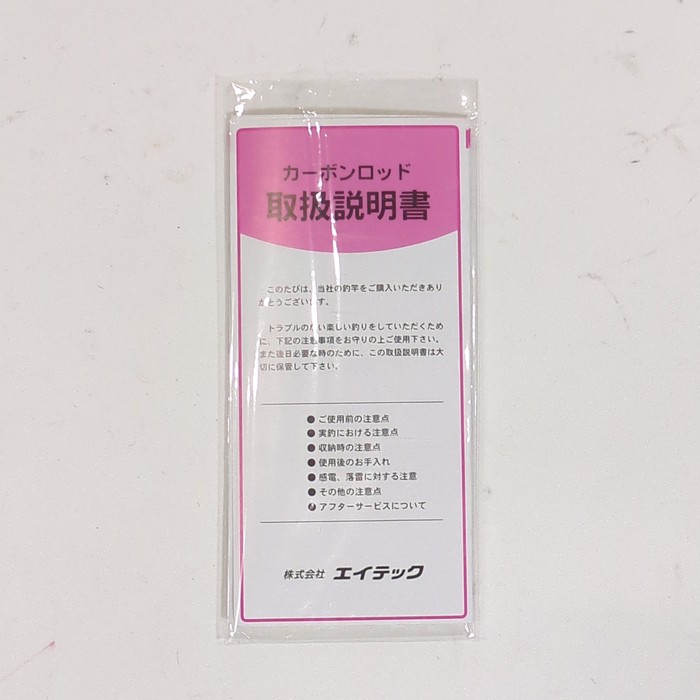 カーボンロッド
取扱説明書
このたびは、当社の釣竿をご購入いただきあり
がとうございます。
トラブルのない楽しい釣りをしていただくため
に、下記の注意事項をお守りの上ご使用下さい。
また後日必要な時のために、この取扱説明書は大
切に保管して下さい。
●ご使用前の注意点
●実釣における注意点
●収納時の注意点
●使用後のお手入れ
●感電、落雷に対する注意
●その他の注意点
●アフターサービスについて
株式会社 エイテック